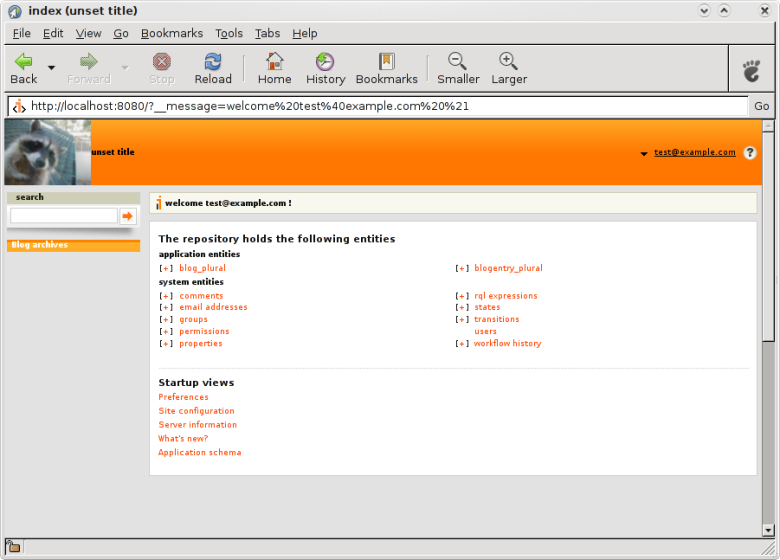 index (unset title)
File Edit View Go Bookmarks Tools Tabs Help
Back Forward Stop Reload Home History Bookmarks Smaller Larger
http://localhost:8080/?__message=welcome%20test%40example.com%20%21 Go
unset title test@example.com ?
search
welcome test@example.com !
Blog archives
The repository holds the following entities
application entities
[+] blog_plural [+] blogentry_plural
system entities
[+] comments [+] rql expressions
[+] email addresses [+] states
[+] groups [+] transitions
[+] permissions users
[+] properties [+] workflow history
Startup views
Preferences
Site configuration
Server information
What's new?
Application schema